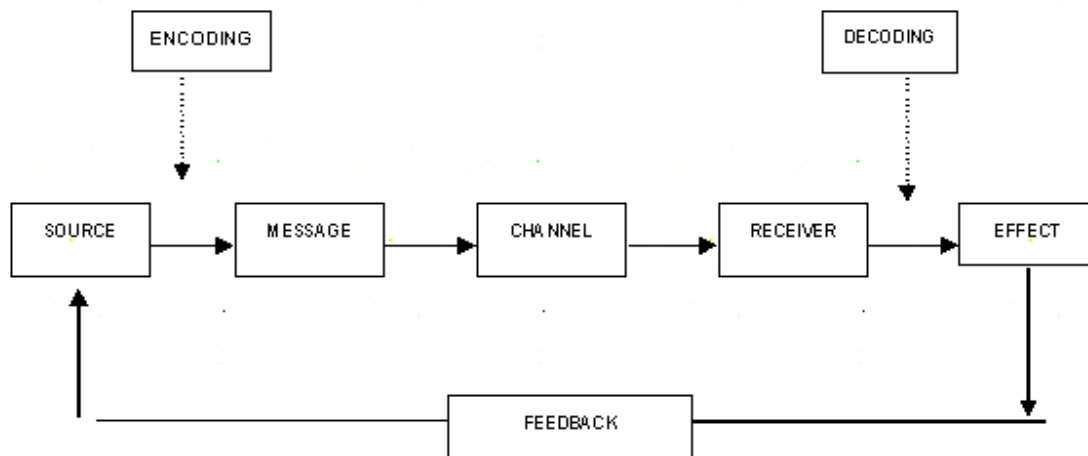 ENCODING
DECODING
SOURCE
MESSAGE
CHANNEL
RECEIVER
EFFECT
FEEDBACK